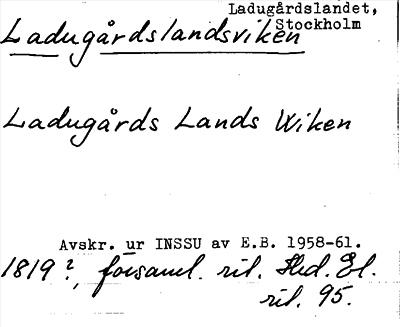 Ladugårdslandet,
Stockholm
Ladugårdslandsviken
Ladugårds Lands Wiken
Avskr. ur INSSU av E.B. 1958-61.
1819?, församl. rit. Hed. El.
rit. 95.